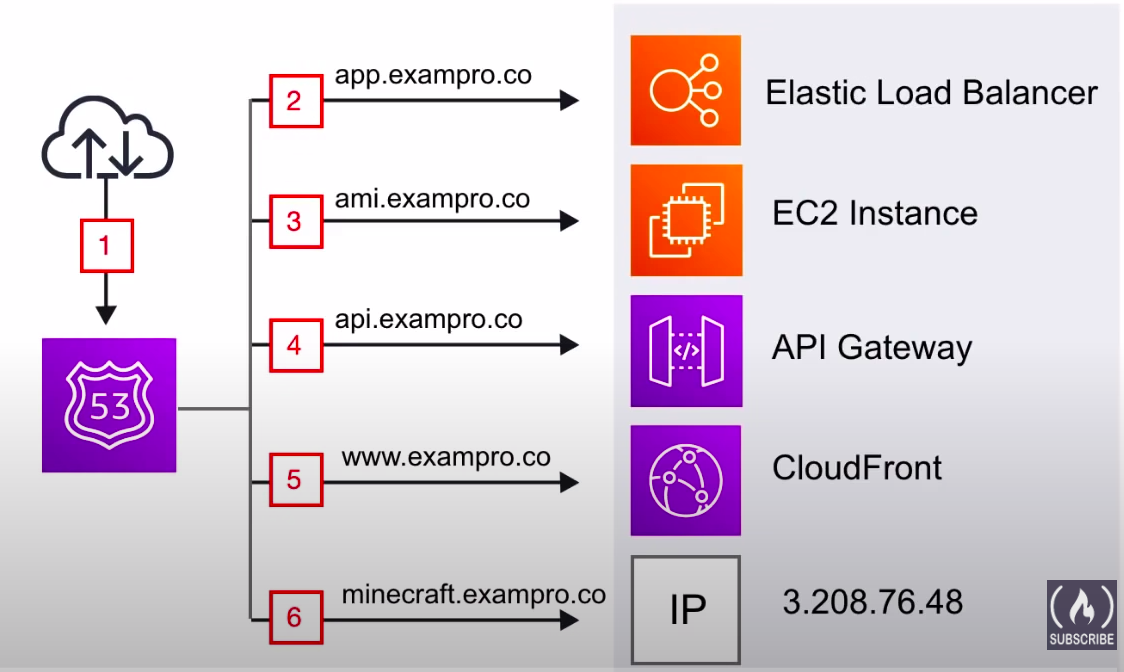 app.exampro.co
2
Elastic Load Balancer
ami.exampro.co
3
EC2 Instance
1
api.exampro.co
4
API Gateway
53
</>
www.exampro.co
5
CloudFront
minecraft.exampro.co
6
IP
3.208.76.48
SUBSCRIBE